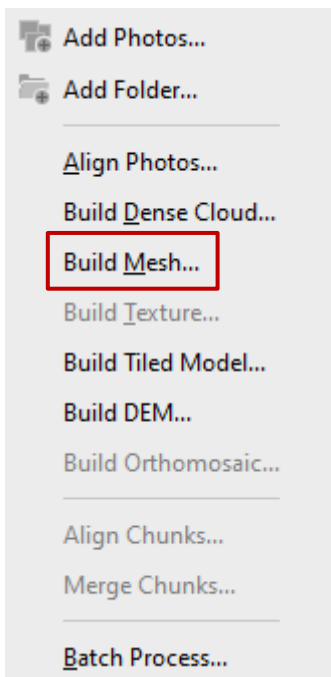 Add Photos...
Add Folder...
Align Photos...
Build Dense Cloud...
Build Mesh...
Build Texture...
Build Tiled Model...
Build DEM...
Build Orthomosaic...
Align Chunks...
Merge Chunks...
Batch Process...